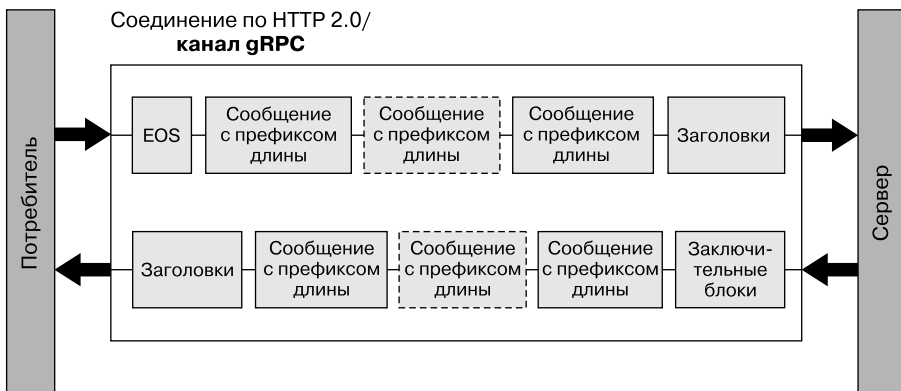 Соединение по HTTP 2.0/
канал gRPC
Потребитель
EOS
Сообщение
с префиксом
длины
Сообщение
с префиксом
длины
Сообщение
с префиксом
длины
Заголовки
Заголовки
Сообщение
с префиксом
длины
Сообщение
с префиксом
длины
Сообщение
с префиксом
длины
Заключи-
тельные
блоки
Сервер